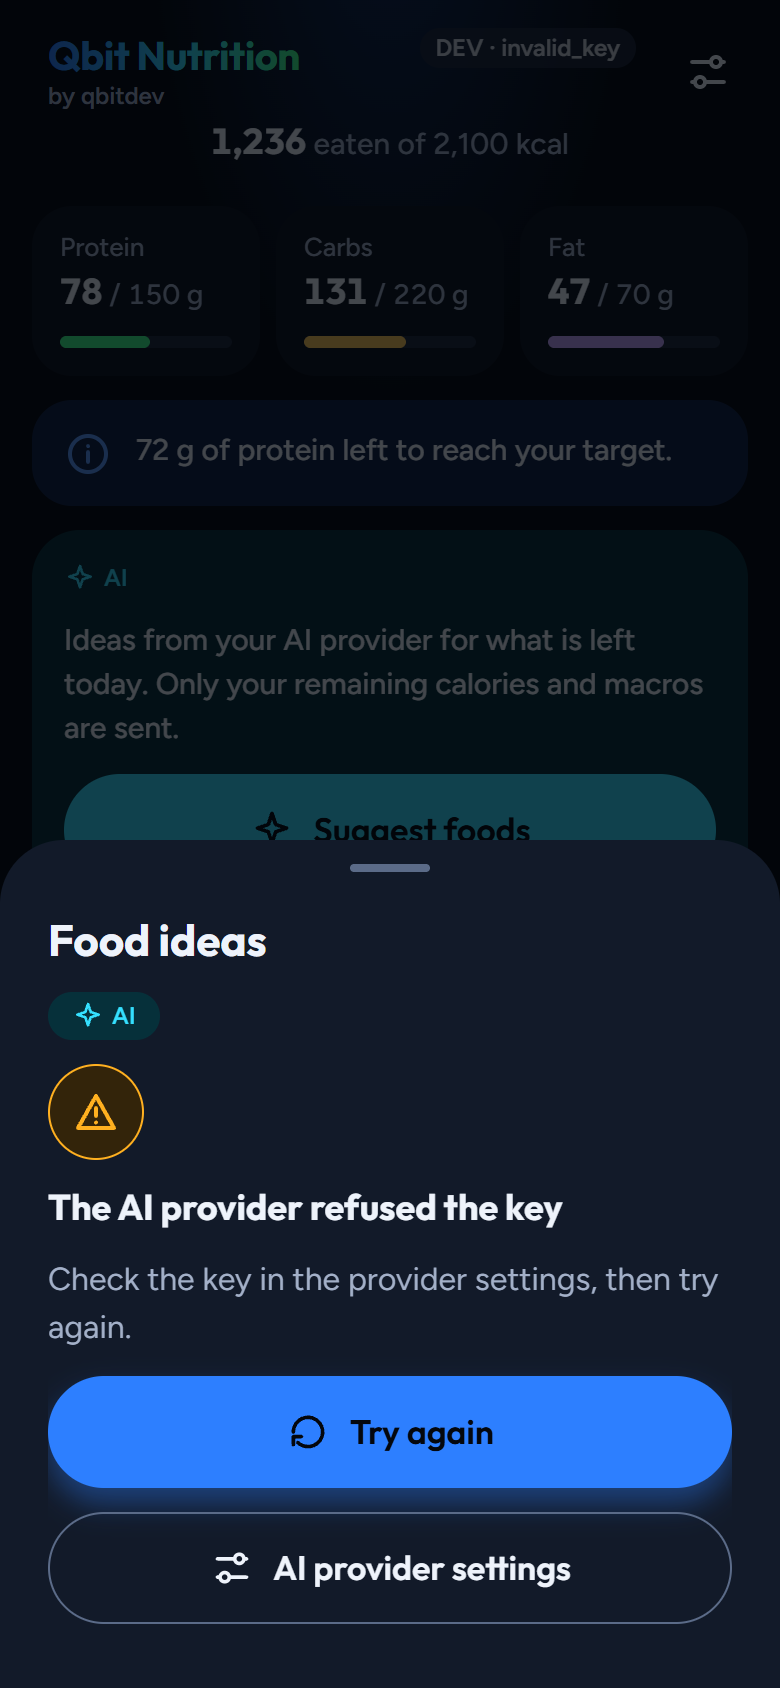 Qbit Nutrition
DEV · invalid_key
by qbitdev
1,236 eaten of 2,100 kcal
Protein
78 / 150 g
Carbs
131 / 220 g
Fat
47 / 70 g
72 g of protein left to reach your target.
AI
Ideas from your AI provider for what is left
today. Only your remaining calories and macros
are sent.
Suggest foods
Food ideas
AI
The AI provider refused the key
Check the key in the provider settings, then try
again.
Try again
AI provider settings